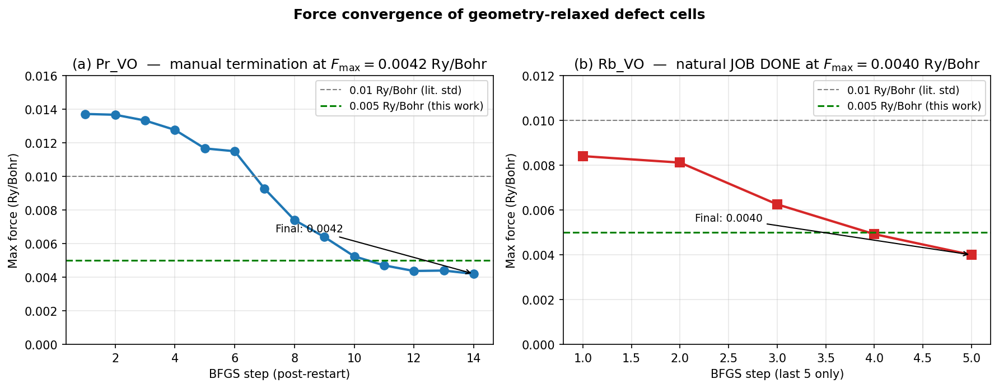 Force convergence of geometry-relaxed defect cells
(a) Pr_VO — manual termination at F_max = 0.0042 Ry/Bohr
0.016
0.014
0.012
0.010
0.008
0.006
0.004
0.002
0.000
Max force (Ry/Bohr)
0.01 Ry/Bohr (lit. std)
0.005 Ry/Bohr (this work)
Final: 0.0042
2 4 6 8 10 12 14
BFGS step (post-restart)
(b) Rb_VO — natural JOB DONE at F_max = 0.0040 Ry/Bohr
0.012
0.010
0.008
0.006
0.004
0.002
0.000
Max force (Ry/Bohr)
0.01 Ry/Bohr (lit. std)
0.005 Ry/Bohr (this work)
Final: 0.0040
1.0 1.5 2.0 2.5 3.0 3.5 4.0 4.5 5.0
BFGS step (last 5 only)